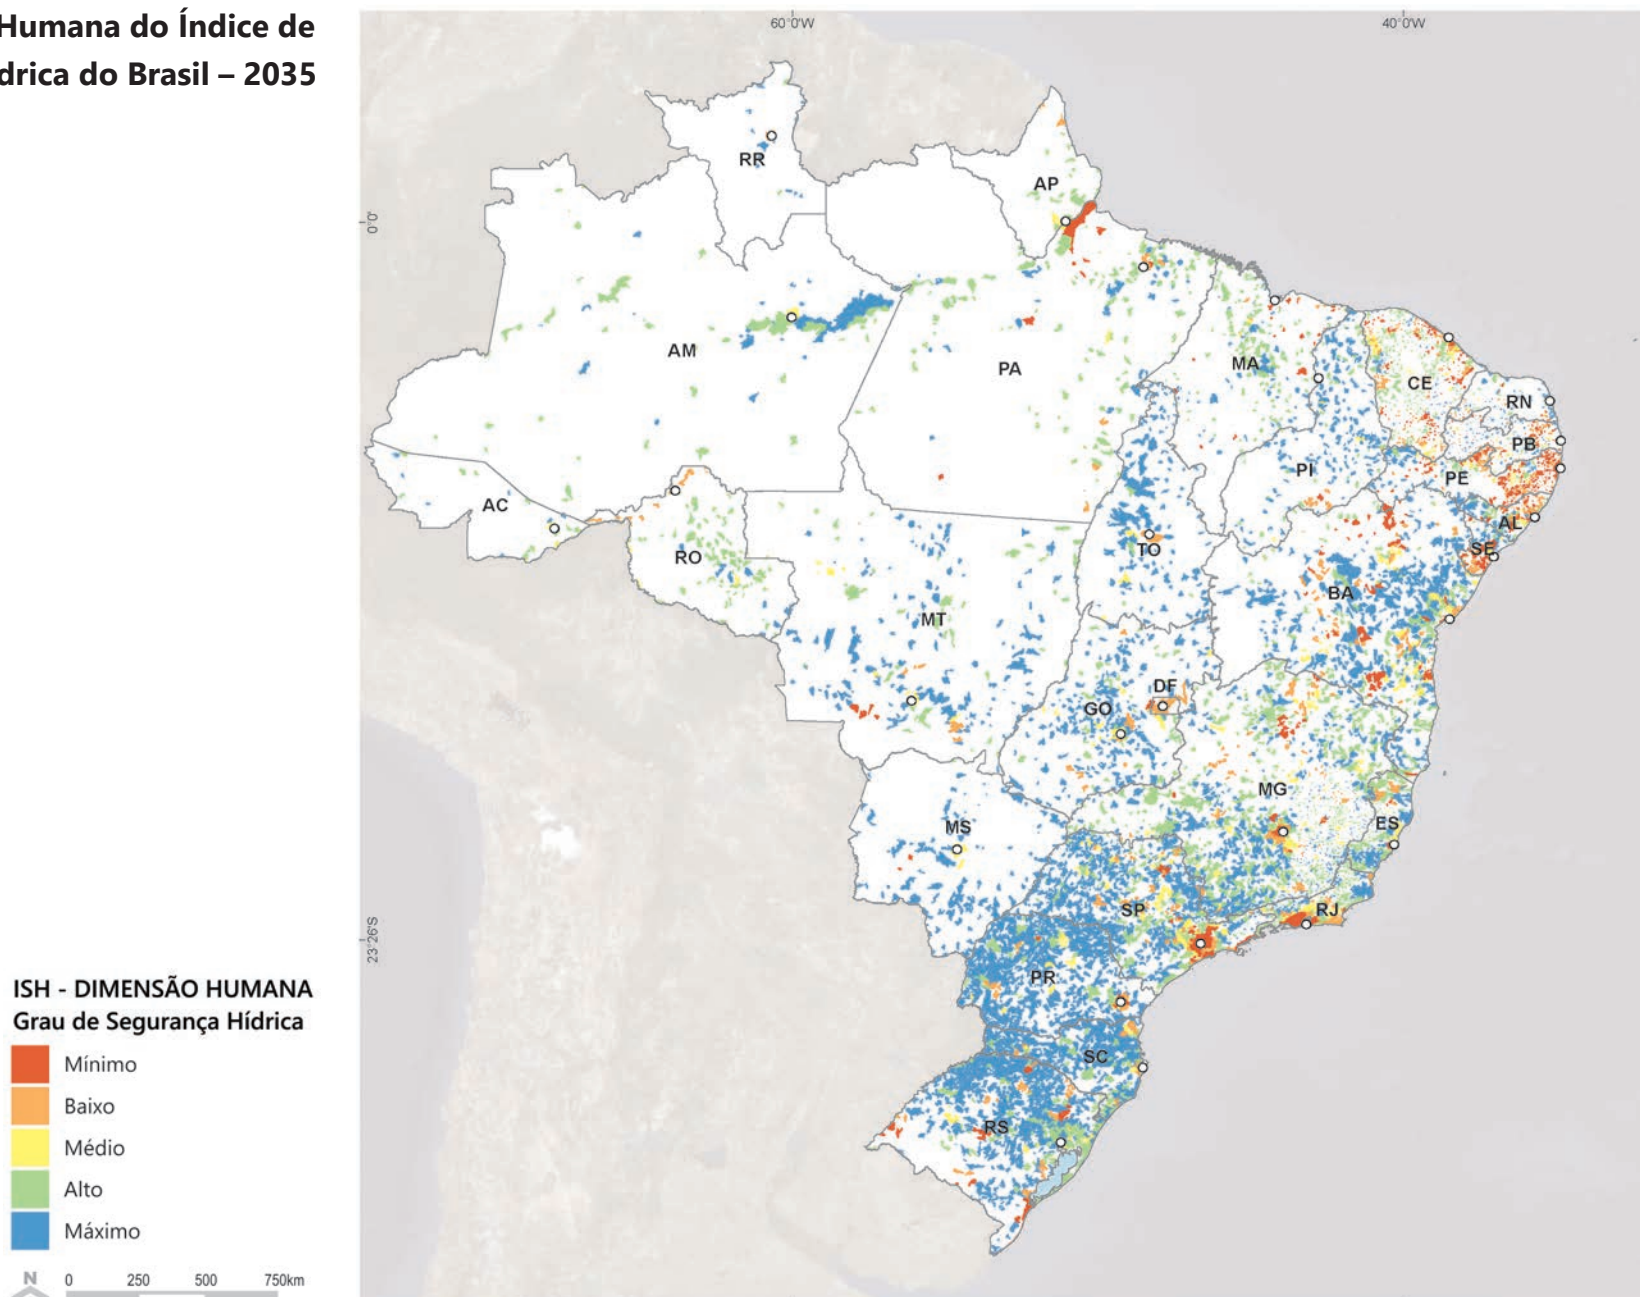 Humana do Índice de
drica do Brasil – 2035
60°0'W
40°0'W
0°0'
23°26'S
RR
AP
AM
PA
MA
CE
RN
PB
PE
PI
AL
SE
AC
RO
TO
BA
MT
DF
GO
MG
ES
MS
SP
RJ
PR
SC
RS
ISH - DIMENSÃO HUMANA
Grau de Segurança Hídrica
Mínimo
Baixo
Médio
Alto
Máximo
N
0 250 500 750km